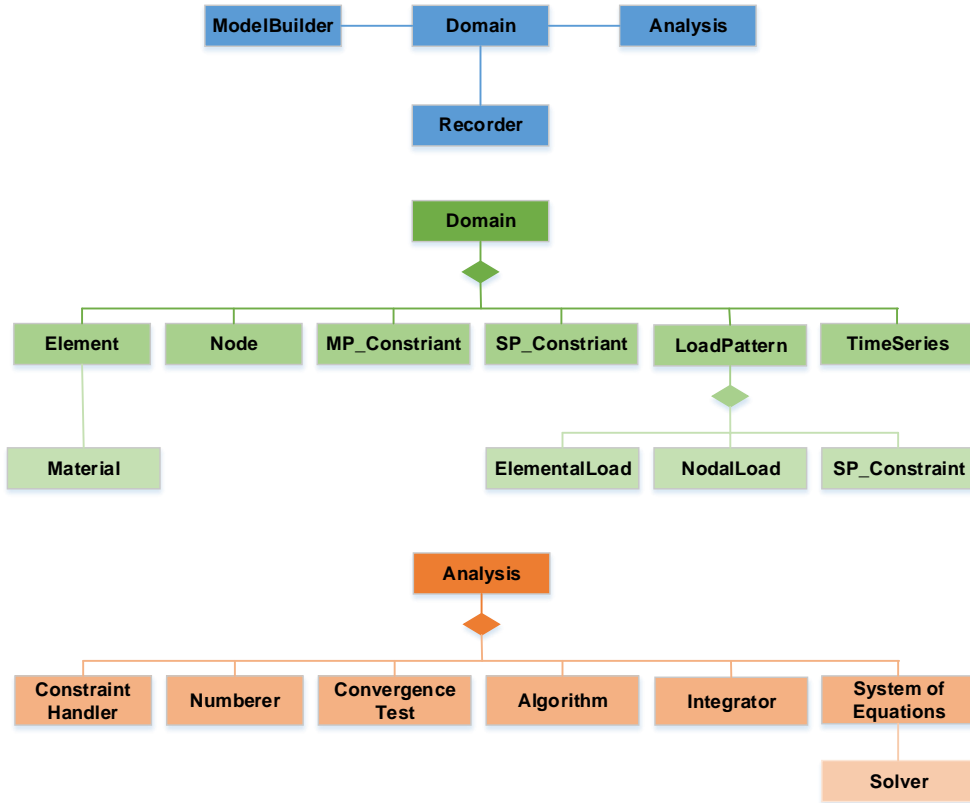 ModelBuilder
Domain
Analysis
Recorder
Domain
Element
Node
MP_Constriant
SP_Constriant
LoadPattern
TimeSeries
Material
ElementalLoad
NodalLoad
SP_Constraint
Analysis
Constraint
Handler
Numberer
Convergence
Test
Algorithm
Integrator
System of
Equations
Solver